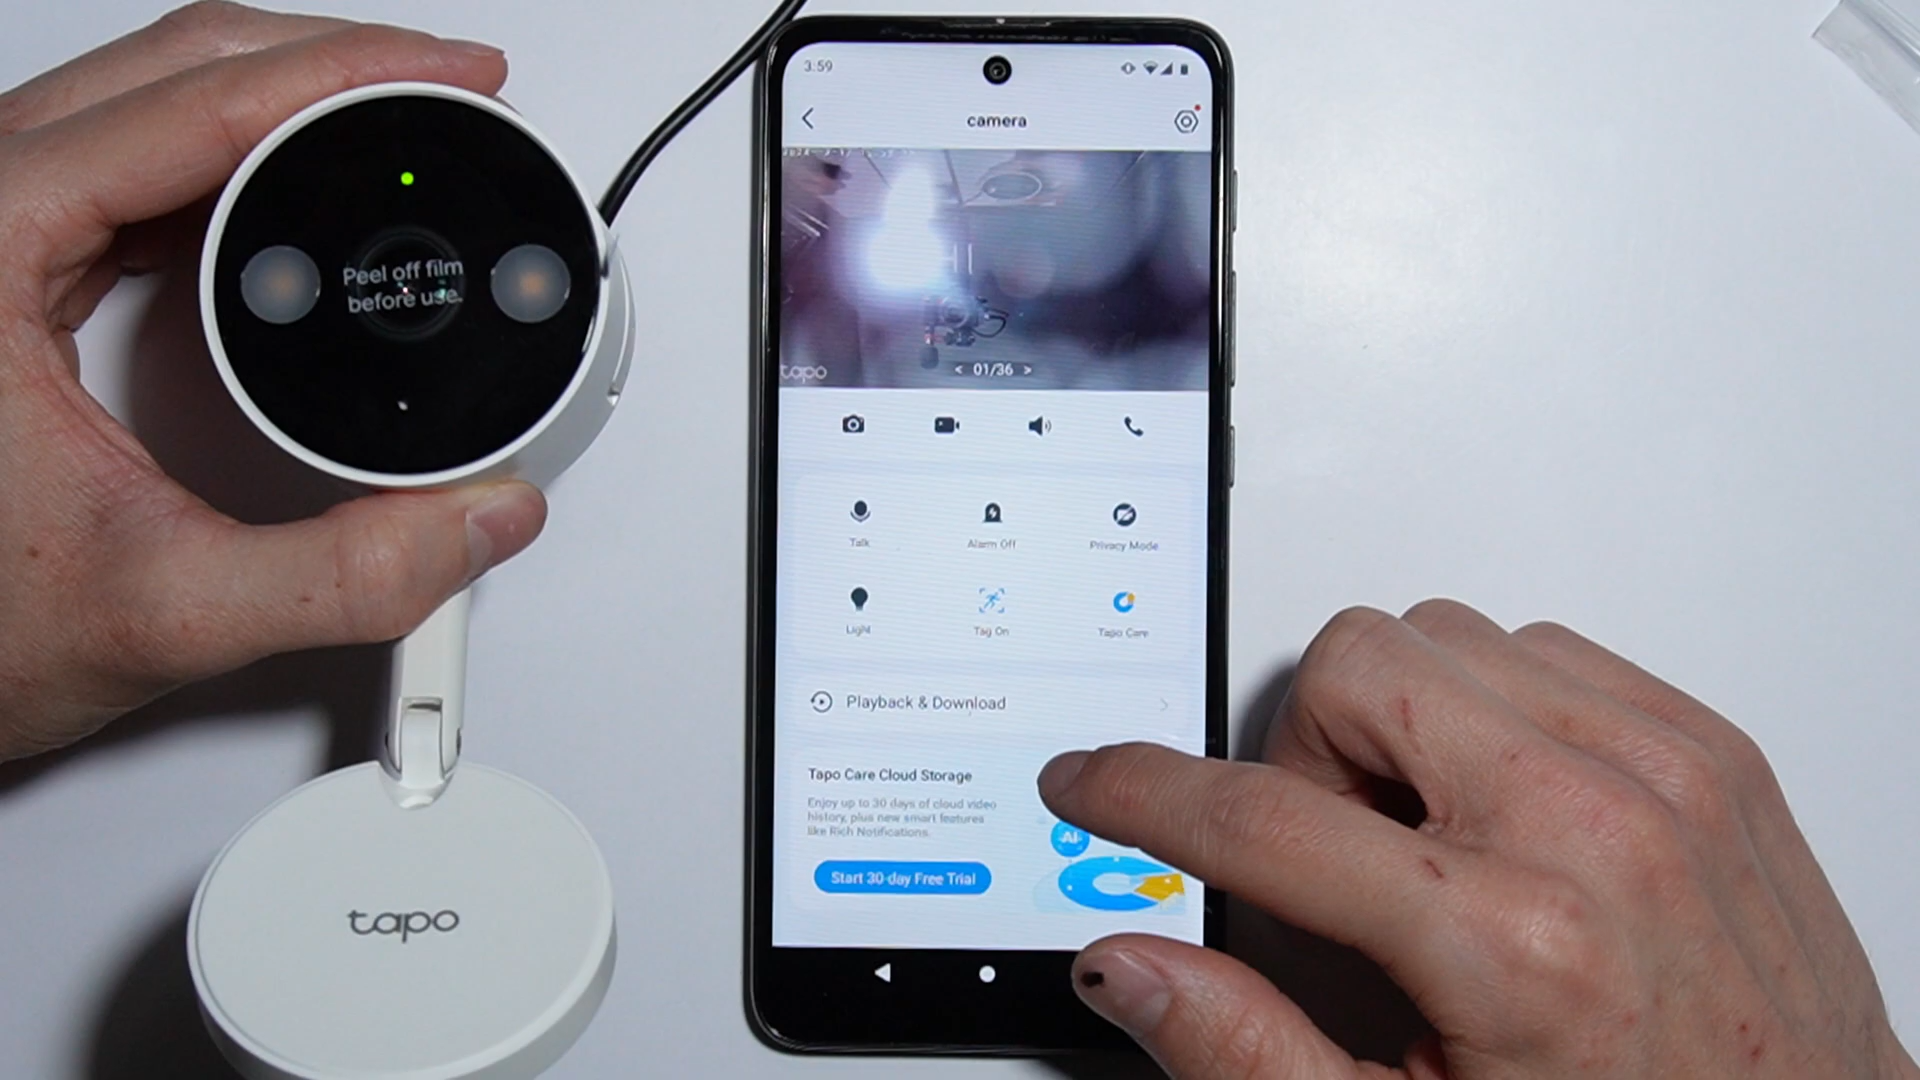 Peel off film
before use.
tapo
3:59
camera
tapo
< 01/36 >
Talk
Alarm Off
Privacy Mode
Light
Tag On
Tapo Care
Playback & Download
Tapo Care Cloud Storage
Enjoy up to 30 days of cloud video
history, plus new smart features
like Rich Notifications.
AI
Start 30-day Free Trial